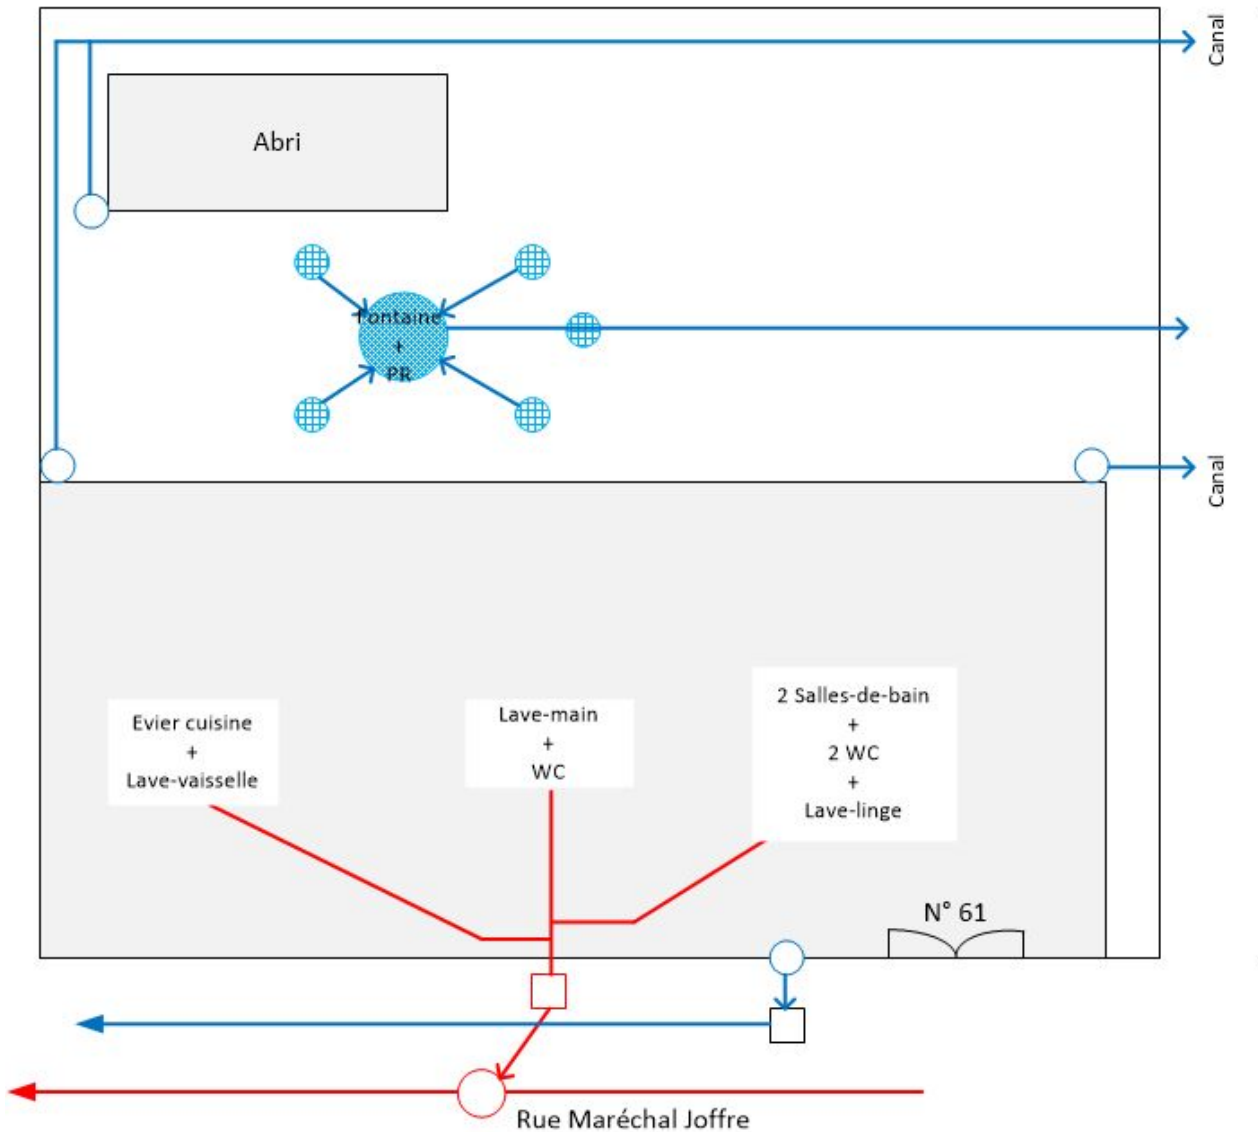 Canal
Abri
Fontaine
+
PR
Canal
Evier cuisine
+
Lave-vaisselle
Lave-main
+
WC
2 Salles-de-bain
+
2 WC
+
Lave-linge
N° 61
Rue Maréchal Joffre